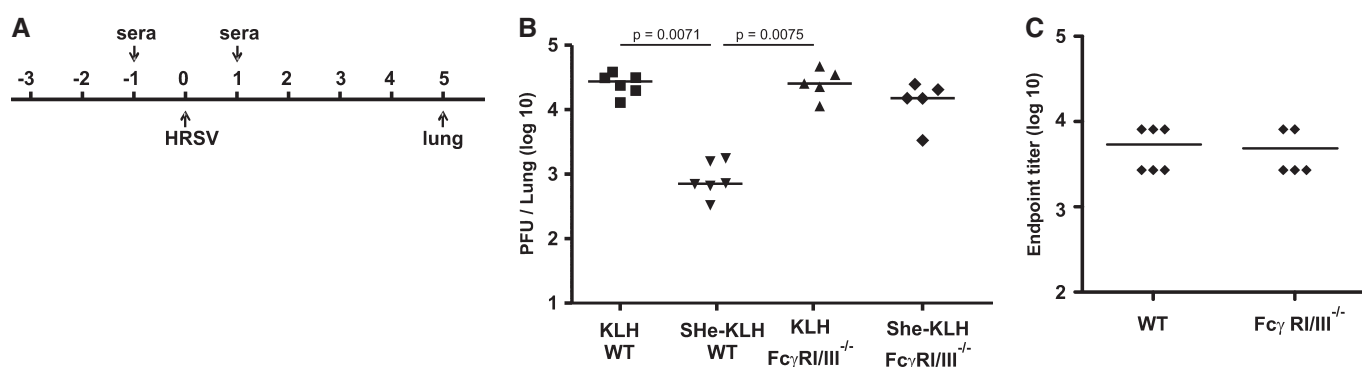 A
sera sera
-3 -2 -1 0 1 2 3 4 5
HRSV lung
B
p = 0.0071 p = 0.0075
PFU / Lung (log 10)
5
4
3
2
1
KLH WT
SHe-KLH WT
KLH FcγRI/III-/-
She-KLH FcγRI/III-/-
C
Endpoint titer (log 10)
5
4
3
2
WT Fcγ RI/III-/-